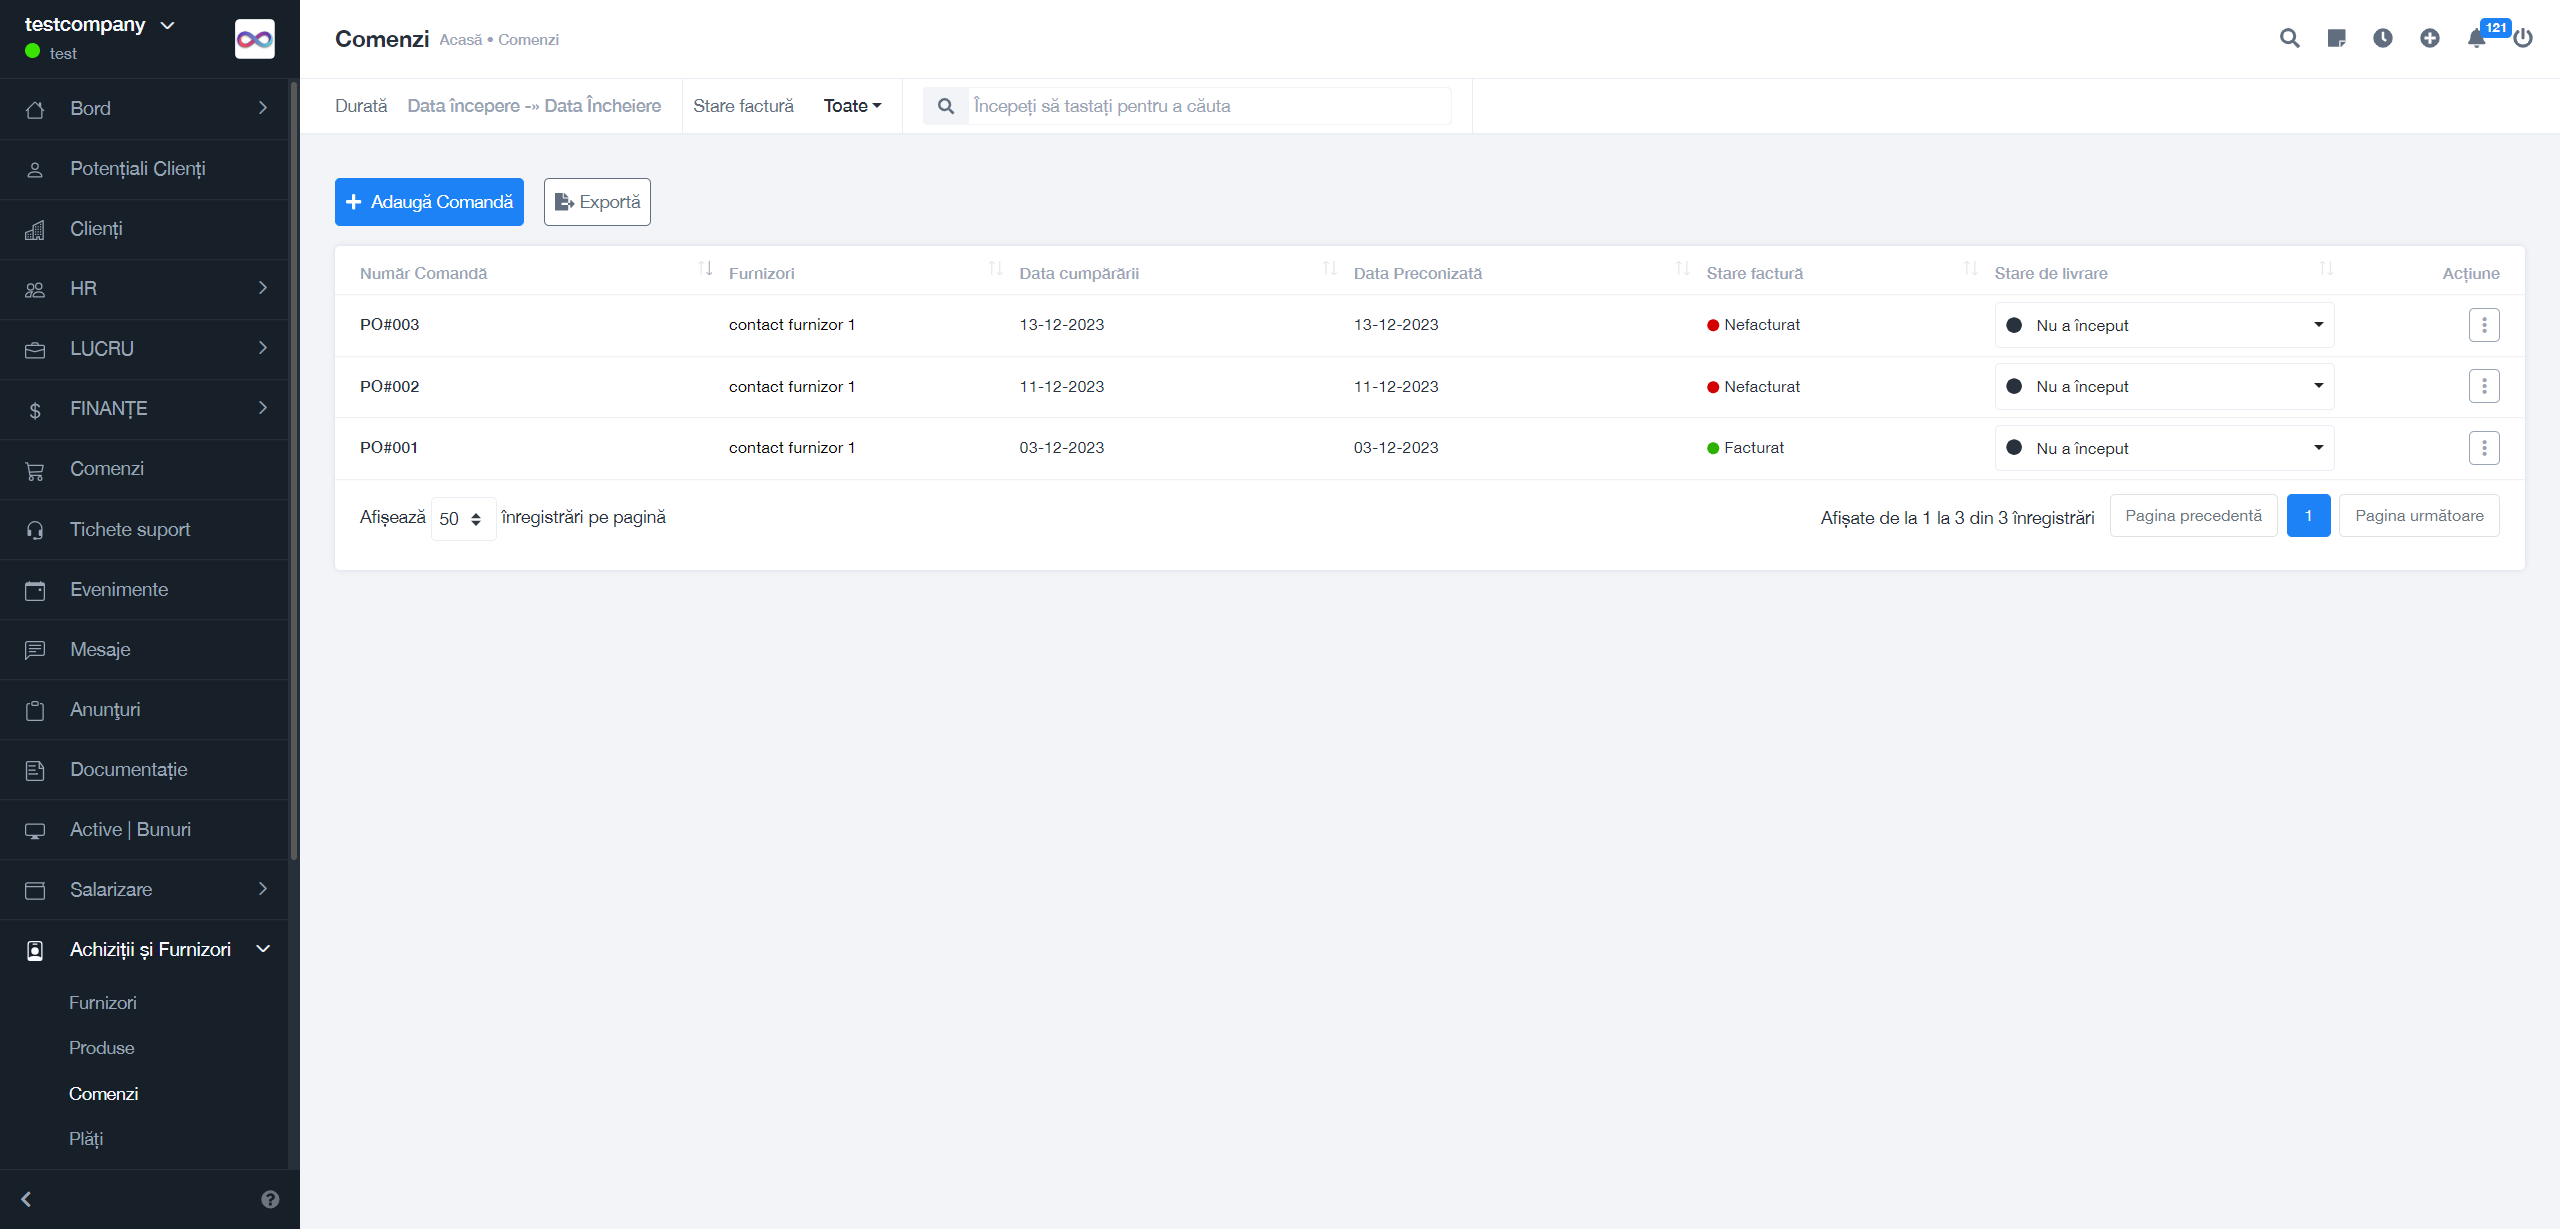 testcompany
test
Bord
Potențiali Clienți
Clienți
HR
LUCRU
FINANȚE
Comenzi
Tichete suport
Evenimente
Mesaje
Anunţuri
Documentație
Active | Bunuri
Salarizare
Achiziții și Furnizori
Furnizori
Produse
Comenzi
Plăți
Comenzi Acasă • Comenzi
121
Durată Data începere -» Data Încheiere Stare factură Toate Începeți să tastați pentru a căuta
Adaugă Comandă Exportă
Număr Comandă Furnizori Data cumpărării Data Preconizată Stare factură Stare de livrare Acțiune
PO#003 contact furnizor 1 13-12-2023 13-12-2023 Nefacturat Nu a început
PO#002 contact furnizor 1 11-12-2023 11-12-2023 Nefacturat Nu a început
PO#001 contact furnizor 1 03-12-2023 03-12-2023 Facturat Nu a început
Afișează 50 înregistrări pe pagină Afișate de la 1 la 3 din 3 înregistrări Pagina precedentă 1 Pagina următoare